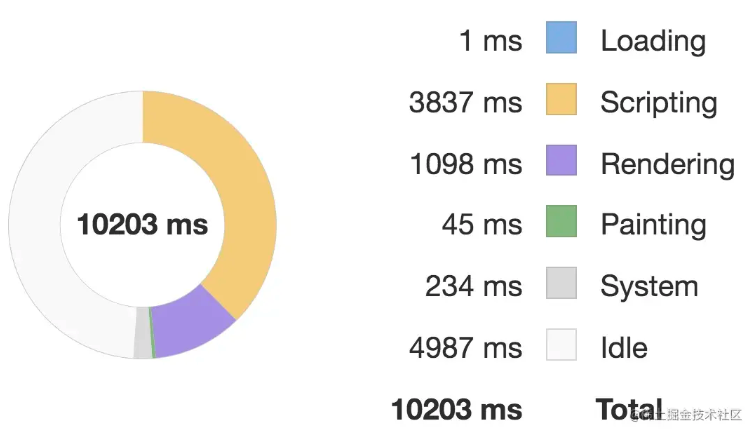 1 ms Loading
3837 ms Scripting
1098 ms Rendering
10203 ms
45 ms Painting
234 ms System
4987 ms Idle
10203 ms Total
@稀土掘金技术社区